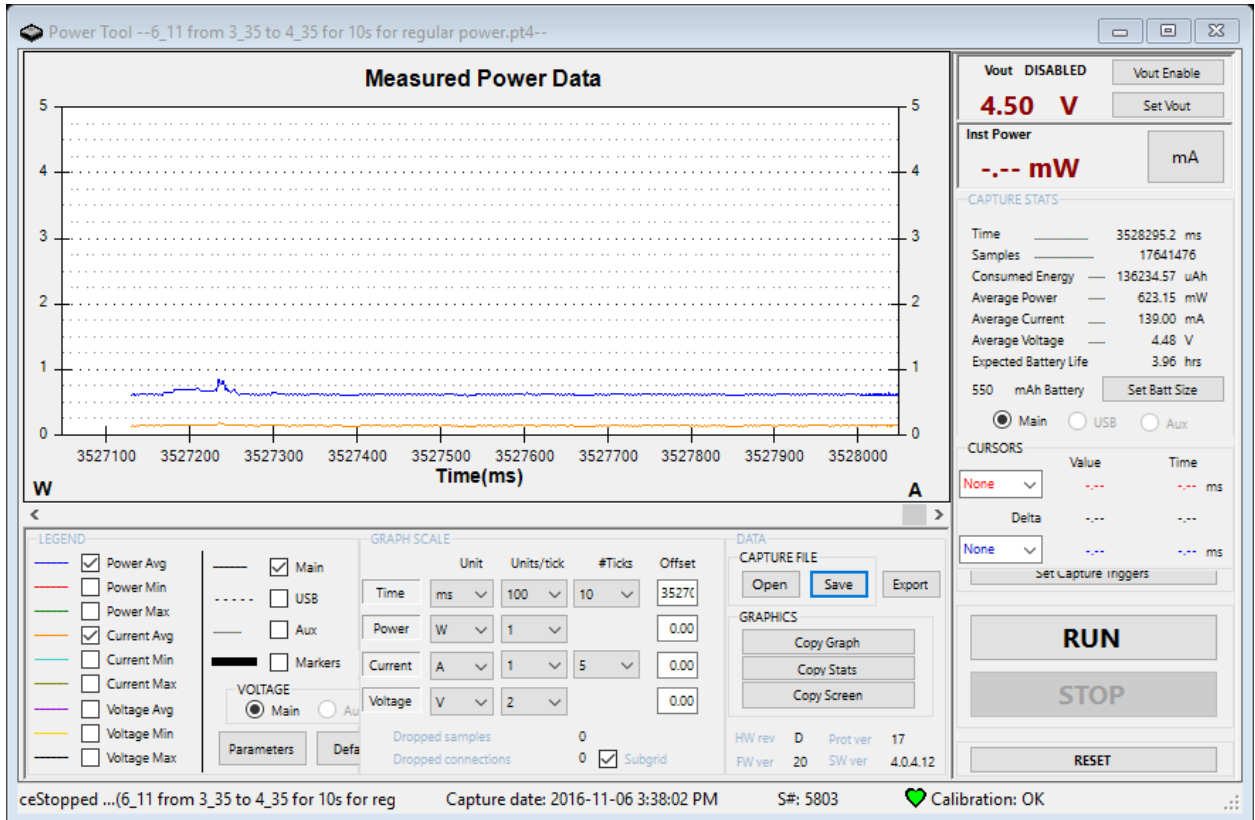 Power Tool --6_11 from 3_35 to 4_35 for 10s for regular power.pt4--
Measured Power Data
5
4
3
2
1
0
5
4
3
2
1
0
3527100 3527200 3527300 3527400 3527500 3527600 3527700 3527800 3527900 3528000
Time(ms)
W
A
Vout DISABLED
Vout Enable
4.50 V
Set Vout
Inst Power
-.-- mW
mA
CAPTURE STATS
Time 3528295.2 ms
Samples 17641476
Consumed Energy 136234.57 uAh
Average Power 623.15 mW
Average Current 139.00 mA
Average Voltage 4.48 V
Expected Battery Life 3.96 hrs
550 mAh Battery Set Batt Size
Main USB Aux
CURSORS
Value Time
None -.-- -.-- ms
Delta -.-- -.--
None -.-- -.-- ms
Set Capture Triggers
RUN
STOP
RESET
LEGEND
Power Avg
Power Min
Power Max
Current Avg
Current Min
Current Max
Voltage Avg
Voltage Min
Voltage Max
Main
USB
Aux
Markers
VOLTAGE
Main Au
Parameters Defa
GRAPH SCALE
Unit Units/tick #Ticks Offset
Time ms 100 10 3527(
Power W 1 0.00
Current A 1 5 0.00
Voltage V 2 0.00
Dropped samples 0
Dropped connections 0 Subgrid
DATA
CAPTURE FILE
Open Save Export
GRAPHICS
Copy Graph
Copy Stats
Copy Screen
HW rev D Prot ver 17
FW ver 20 SW ver 4.0.4.12
ceStopped ...(6_11 from 3_35 to 4_35 for 10s for reg Capture date: 2016-11-06 3:38:02 PM S#: 5803 Calibration: OK